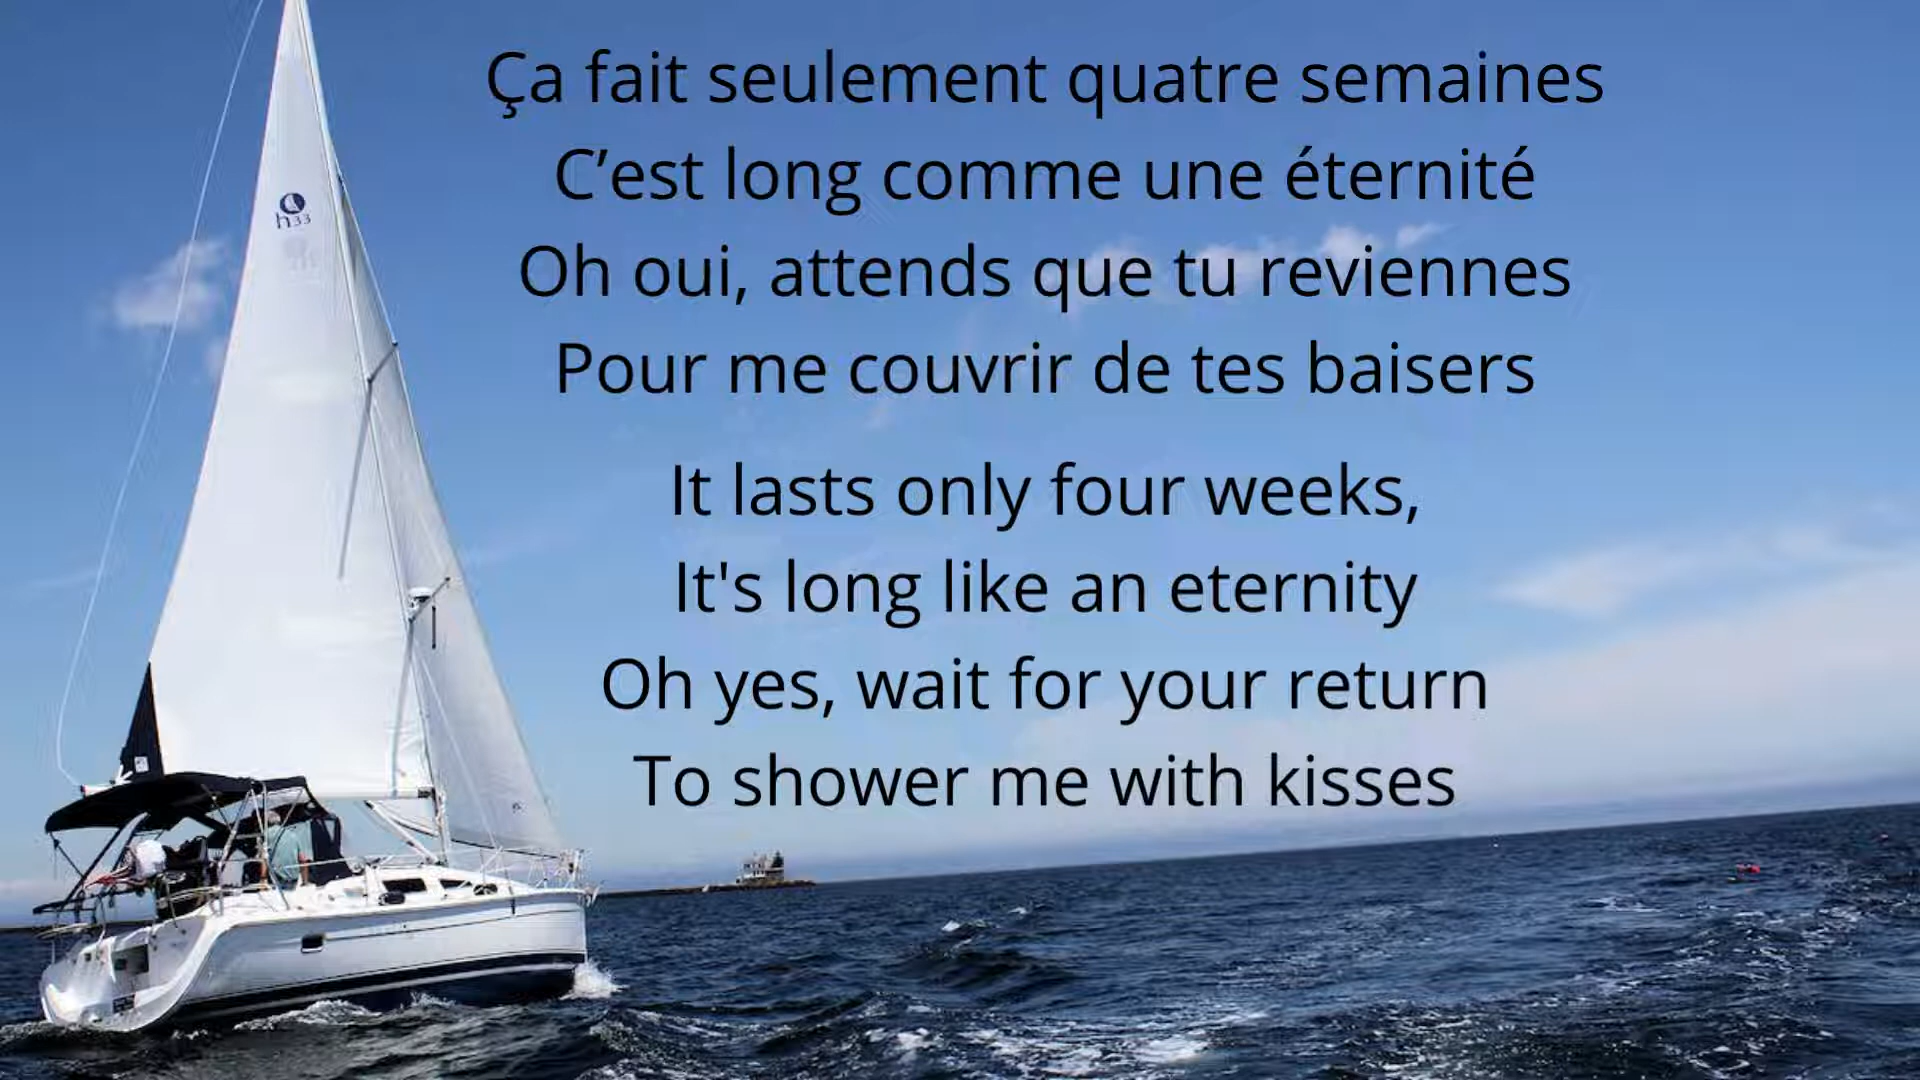 Ça fait seulement quatre semaines
C’est long comme une éternité
Oh oui, attends que tu reviennes
Pour me couvrir de tes baisers
It lasts only four weeks,
It's long like an eternity
Oh yes, wait for your return
To shower me with kisses
h33